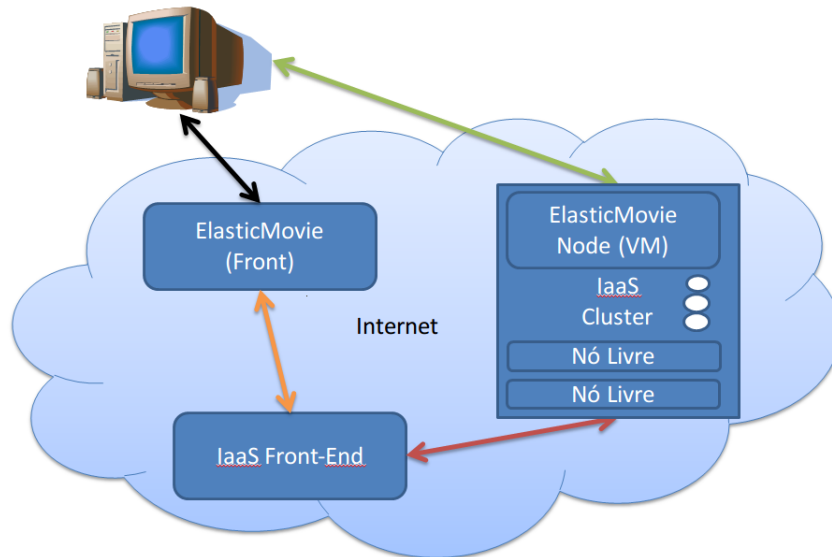 ElasticMovie
(Front)
ElasticMovie
Node (VM)
IaaS
Cluster
Internet
Nó Livre
Nó Livre
IaaS Front-End